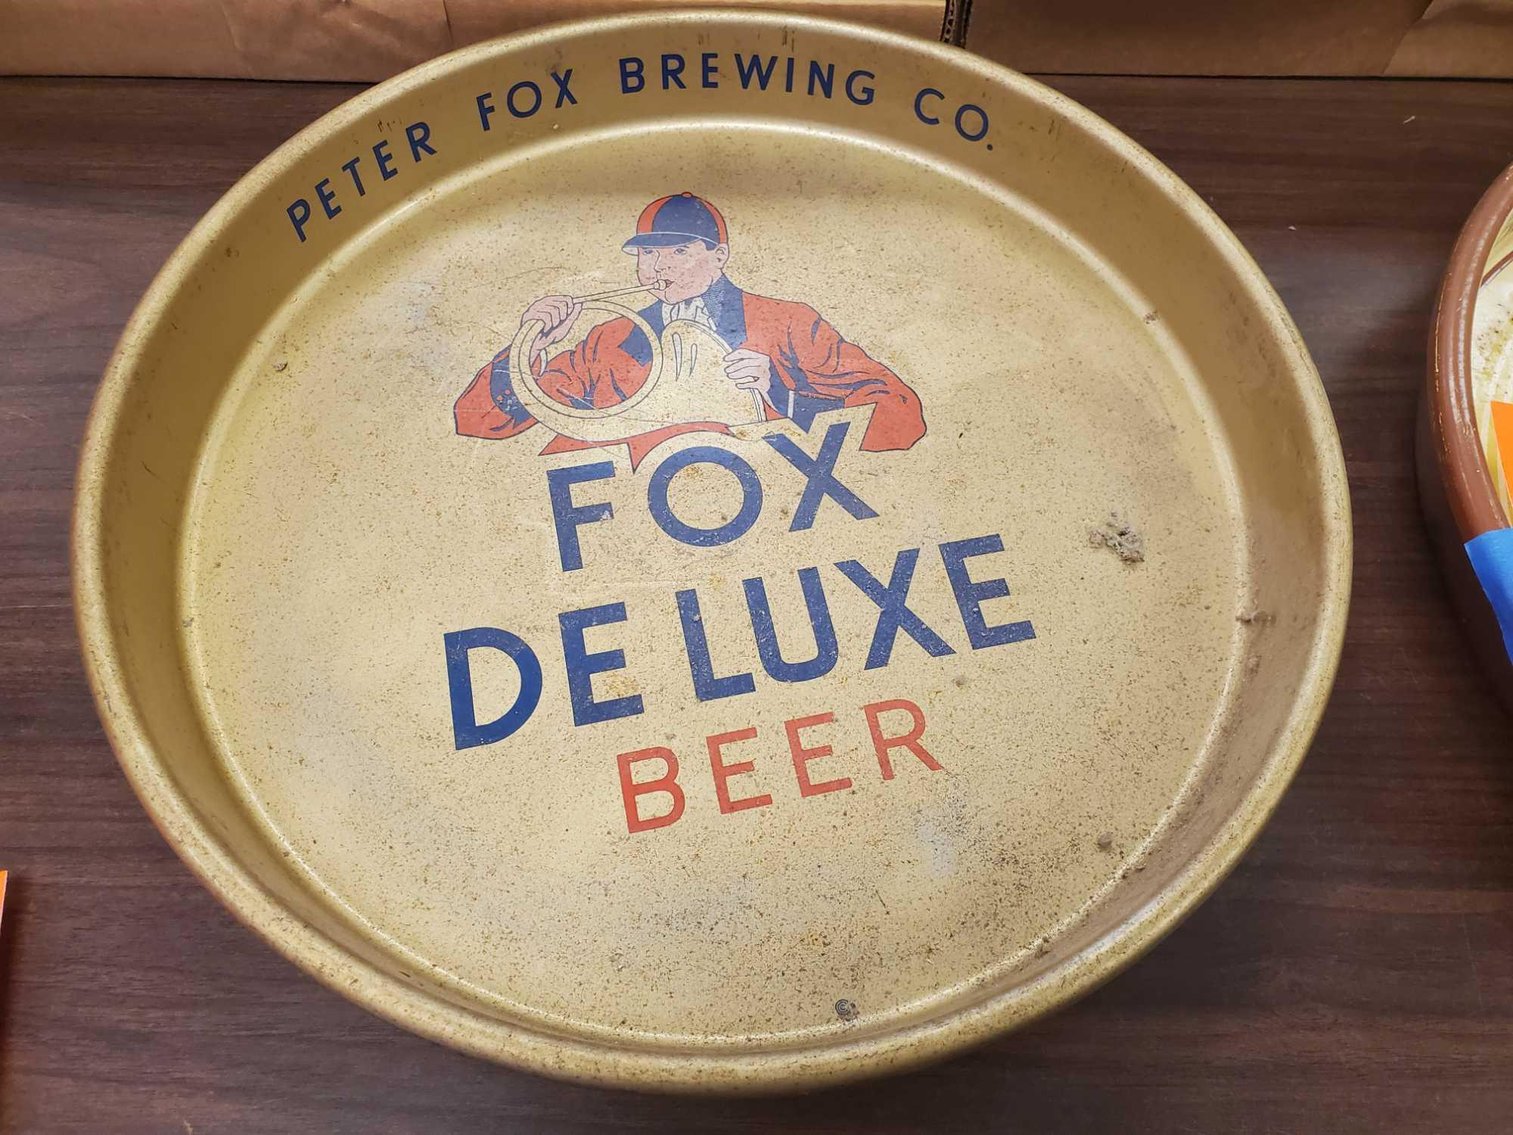 PETER FOX BREWING CO.
FOX
DE LUXE
BEER